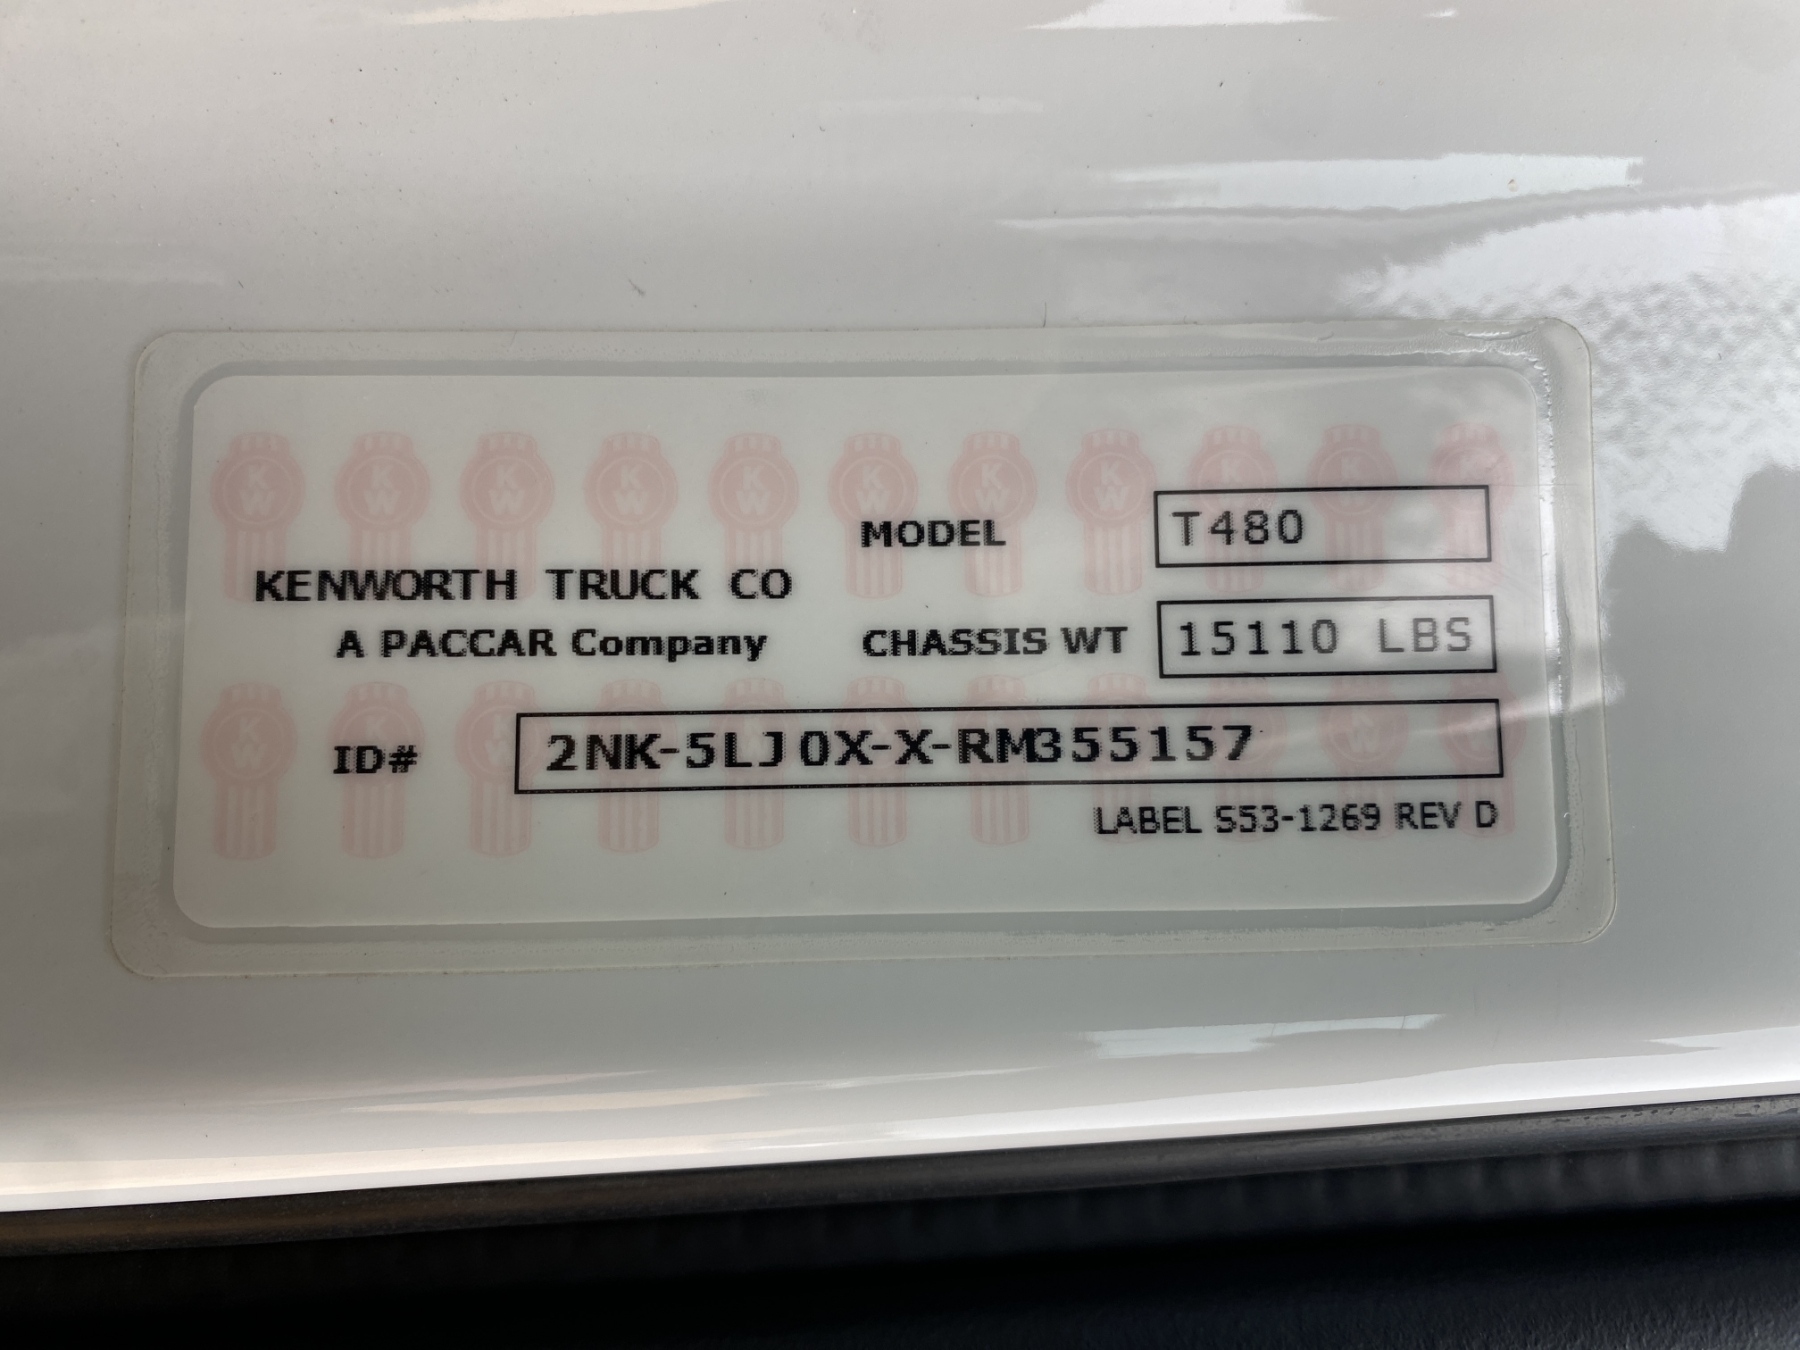 MODEL T480
KENWORTH TRUCK CO
A PACCAR Company
CHASSIS WT 15110 LBS
ID# 2NK-5LJ0X-X-RM355157
LABEL S53-1269 REV D